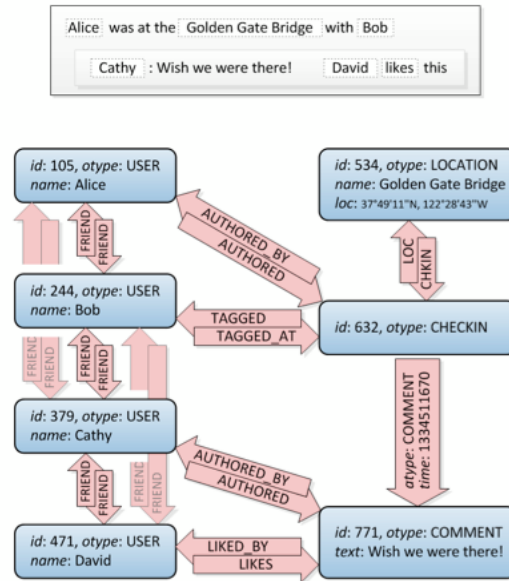 Alice was at the Golden Gate Bridge with Bob
Cathy : Wish we were there! David likes this
id: 105, otype: USER
name: Alice
id: 534, otype: LOCATION
name: Golden Gate Bridge
loc: 37°49'11"N, 122°28'43"W
FRIEND
FRIEND
AUTHORED_BY
AUTHORED
LOC
CHKIN
id: 244, otype: USER
name: Bob
TAGGED
TAGGED_AT
id: 632, otype: CHECKIN
FRIEND
FRIEND
FRIEND
FRIEND
otype: COMMENT
time: 1334511670
id: 379, otype: USER
name: Cathy
AUTHORED_BY
AUTHORED
FRIEND
FRIEND
FRIEND
FRIEND
id: 471, otype: USER
name: David
LIKED_BY
LIKES
id: 771, otype: COMMENT
text: Wish we were there!